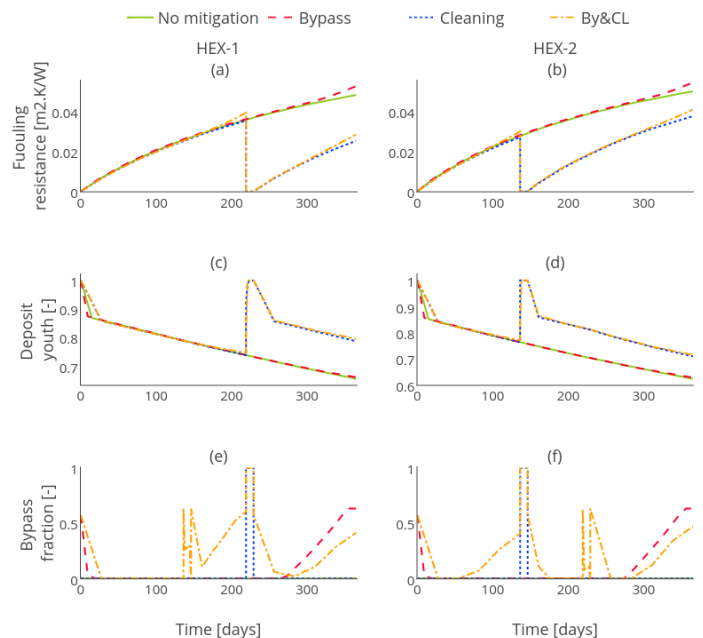 No mitigation Bypass Cleaning By&CL
HEX-1 HEX-2
(a) (b)
Fuouling
resistance [m2.K/W]
0.04 0.04
0.02 0.02
0 0
0 100 200 300 0 100 200 300
(c) (d)
Deposit
youth [-]
1 1
0.9 0.9
0.8 0.8
0.7 0.7
0.6
0 100 200 300 0 100 200 300
(e) (f)
Bypass
fraction [-]
1 1
0.5 0.5
0 0
0 100 200 300 0 100 200 300
Time [days] Time [days]